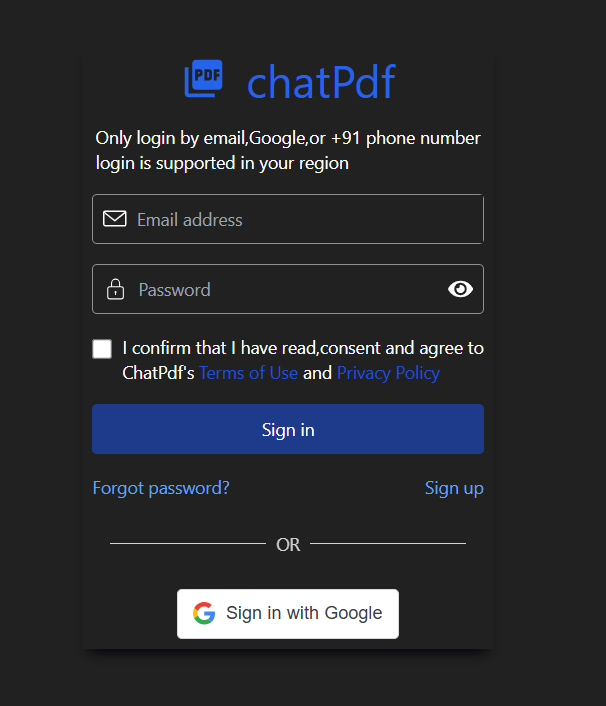 PDF chatPdf
Only login by email,Google,or +91 phone number
login is supported in your region
Email address
Password
I confirm that I have read,consent and agree to
ChatPdf's Terms of Use and Privacy Policy
Sign in
Forgot password? Sign up
OR
Sign in with Google